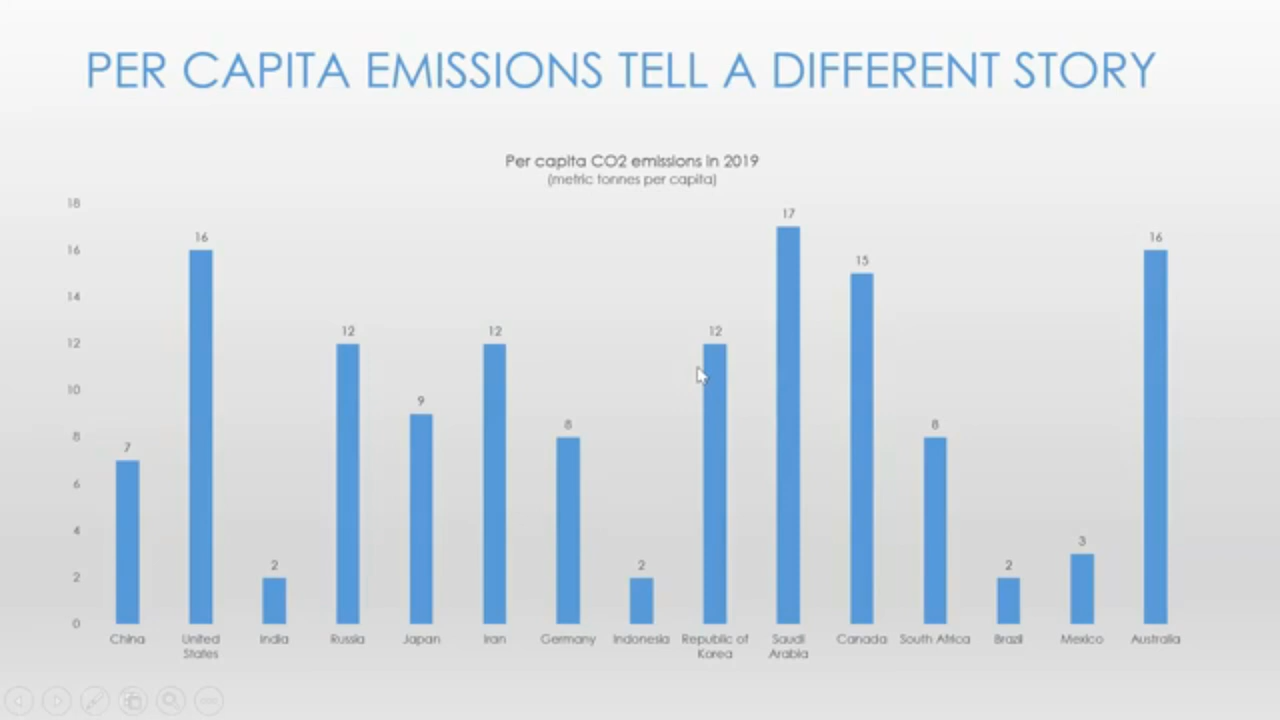 PER CAPITA EMISSIONS TELL A DIFFERENT STORY
Per capita CO2 emissions in 2019
(metric tonnes per capita)
18
16
14
12
10
8
6
4
2
0
7
16
2
12
9
12
8
2
12
17
15
8
2
3
16
China
United States
India
Russia
Japan
Iran
Germany
Indonesia
Republic of Korea
Saudi Arabia
Canada
South Africa
Brazil
Mexico
Australia